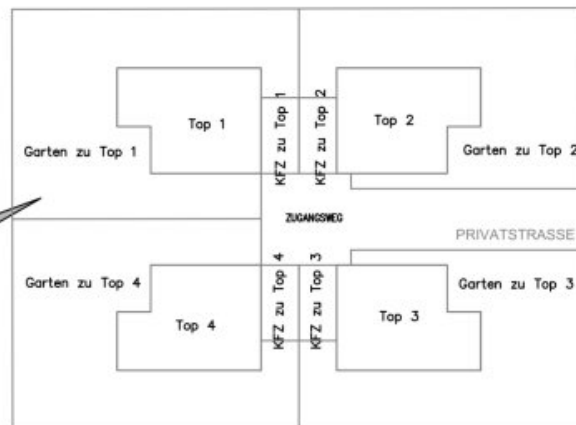 Top 1
KFZ zu Top 1
KFZ zu Top 2
Top 2
Garten zu Top 1
Garten zu Top 2
ZUGANGSWEG
PRIVATSTRASSE
Garten zu Top 4
KFZ zu Top 4
KFZ zu Top 3
Garten zu Top 3
Top 4
Top 3